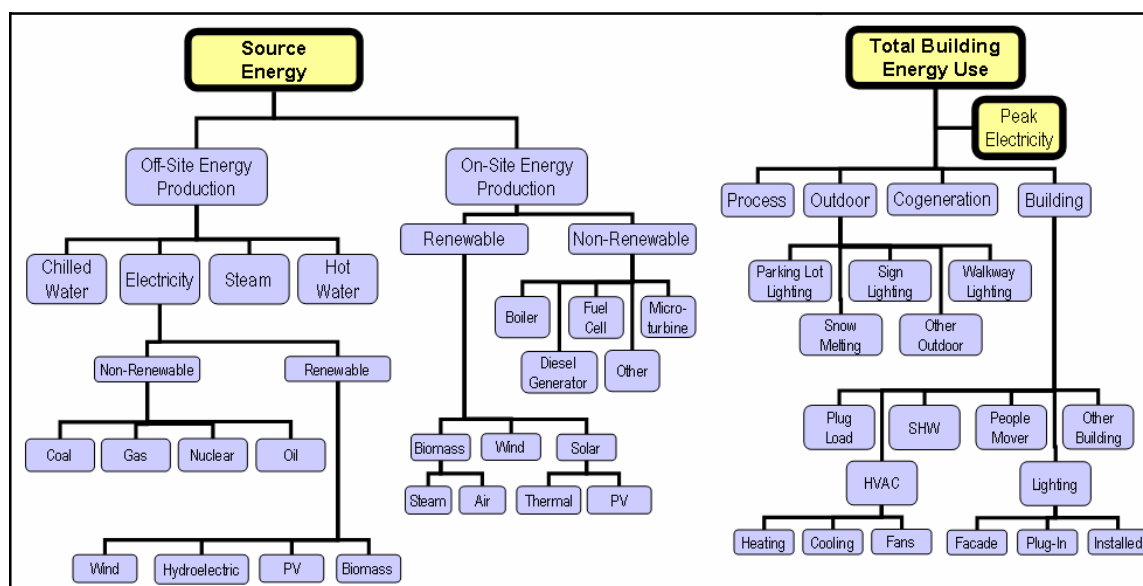 Source
Energy
Total Building
Energy Use
Peak
Electricity
Off-Site Energy
Production
On-Site Energy
Production
Process
Outdoor
Cogeneration
Building
Renewable
Non-Renewable
Chilled
Water
Electricity
Steam
Hot
Water
Parking Lot
Lighting
Sign
Lighting
Walkway
Lighting
Boiler
Fuel
Cell
Micro-
turbine
Snow
Melting
Other
Outdoor
Diesel
Generator
Other
Non-Renewable
Renewable
Plug
Load
SHW
People
Mover
Other
Building
Coal
Gas
Nuclear
Oil
Biomass
Wind
Solar
HVAC
Lighting
Steam
Air
Thermal
PV
Heating
Cooling
Fans
Facade
Plug-In
Installed
Wind
Hydroelectric
PV
Biomass